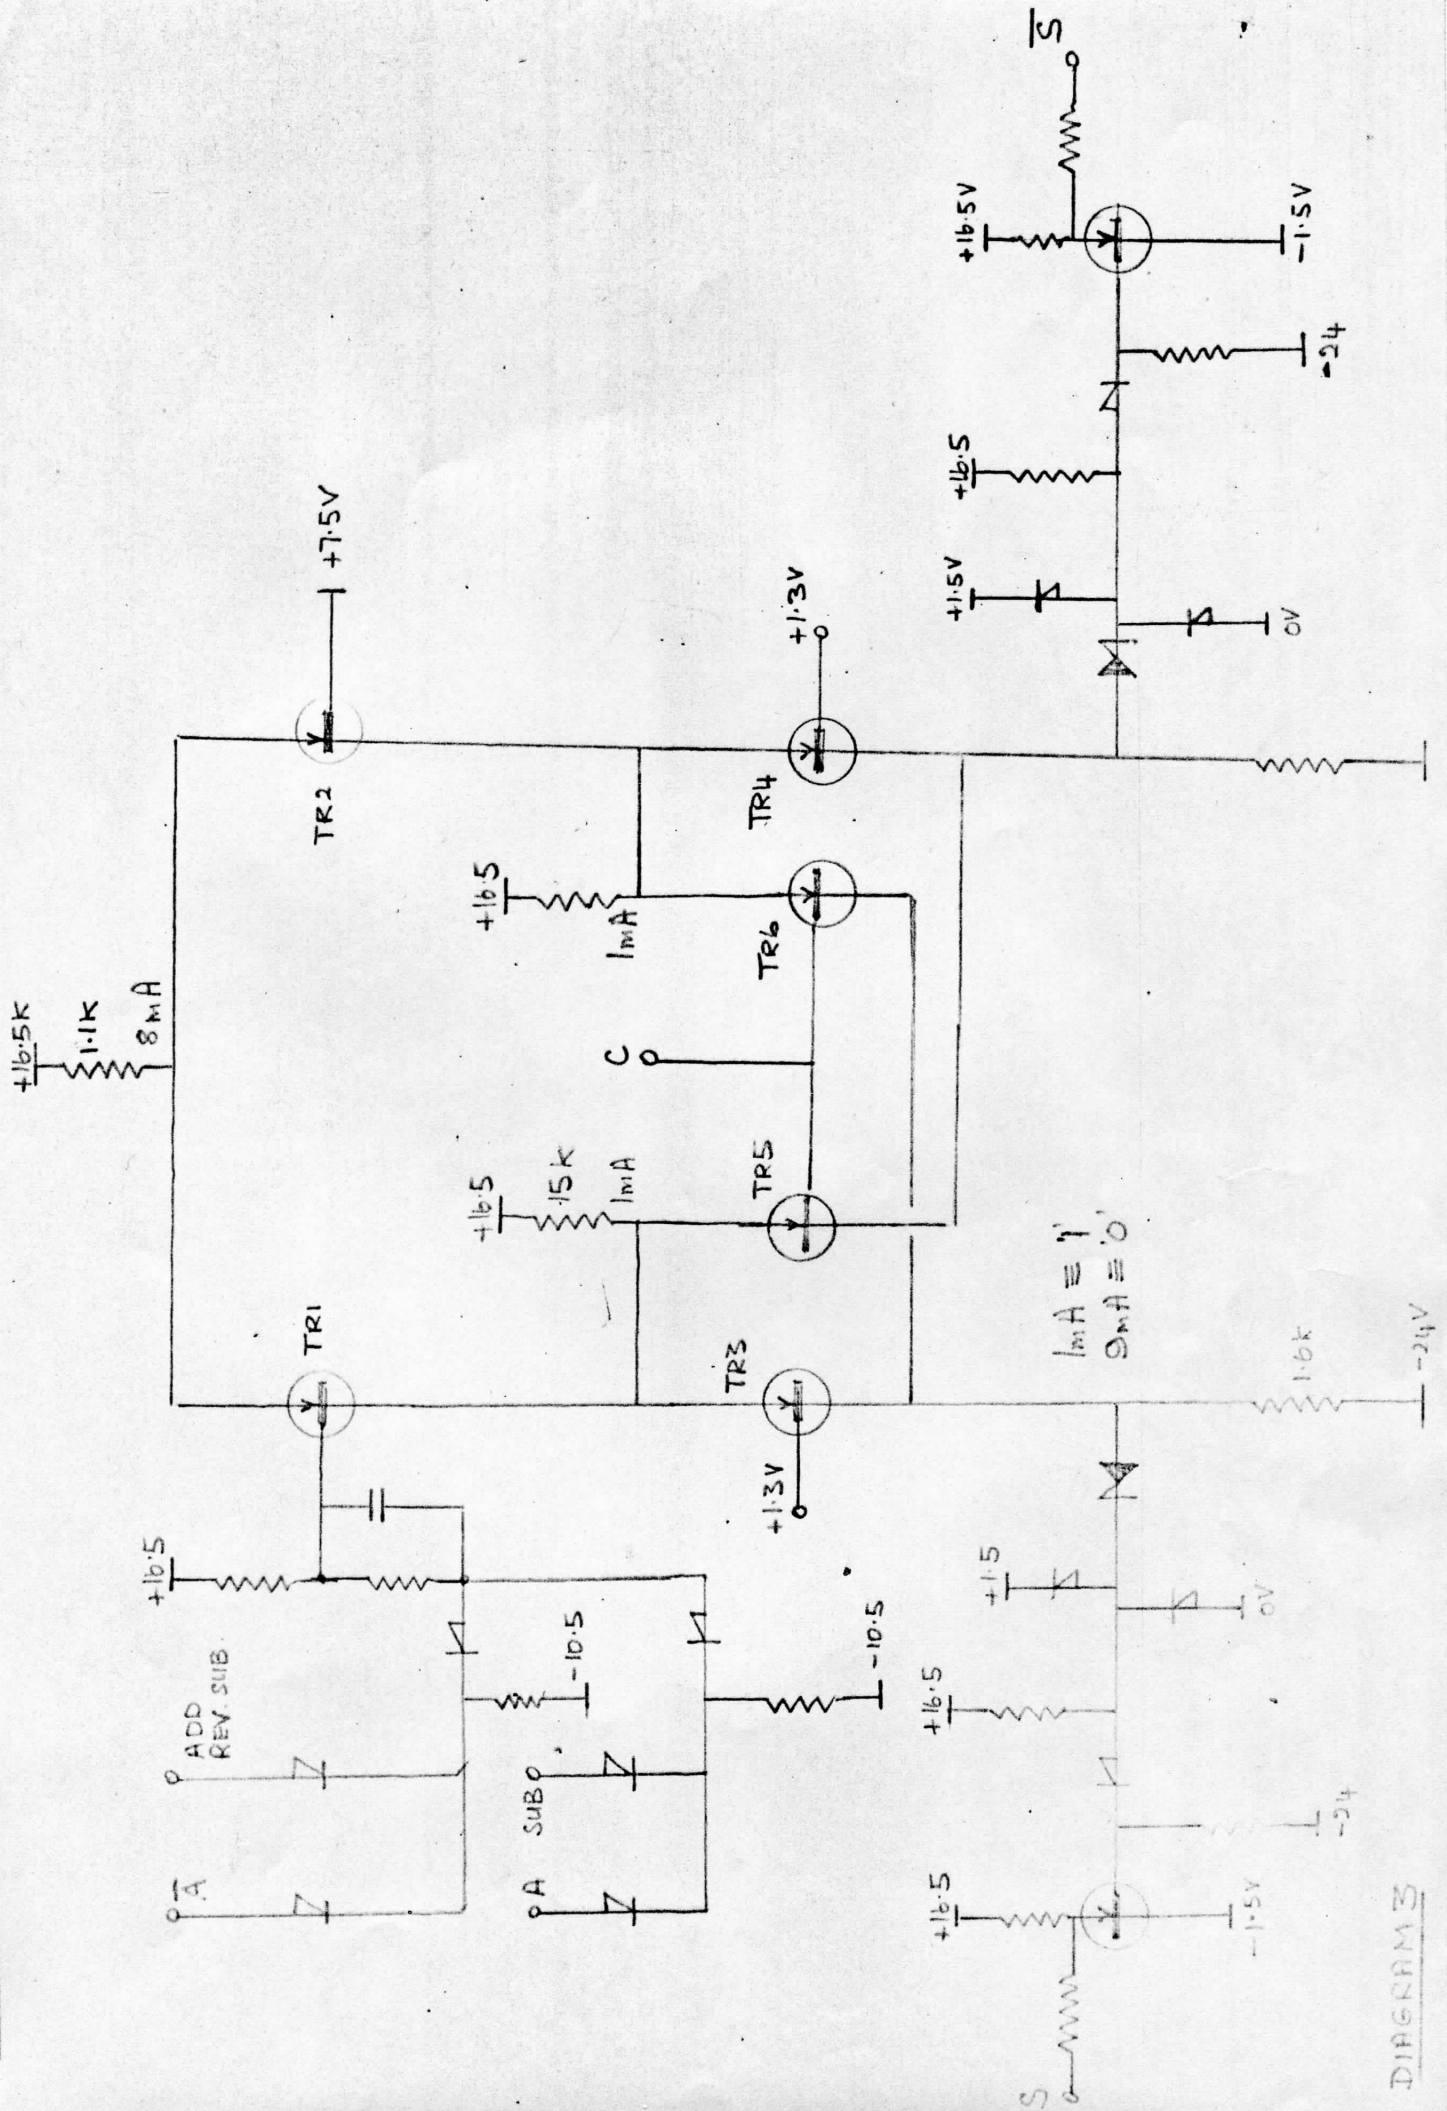 +16.5K
1.1K
8mA
+16.5
Ā
ADD
REV. SUB.
TR1
TR2
+7.5V
+16.5
+16.5
A
SUB
-10.5
15K
1mA
C
1mA
TR3
TR5
TR6
TR4
+1.3V
+1.3V
-10.5
+16.5
+16.5
+1.5
+1.5V
+16.5
+16.5V
S
1mA ≡ '1'
9mA ≡ '0'
S̅
-1.5V
0V
0V
-1.5V
1.6K
-24
-24
-24V
DIAGRAM 3